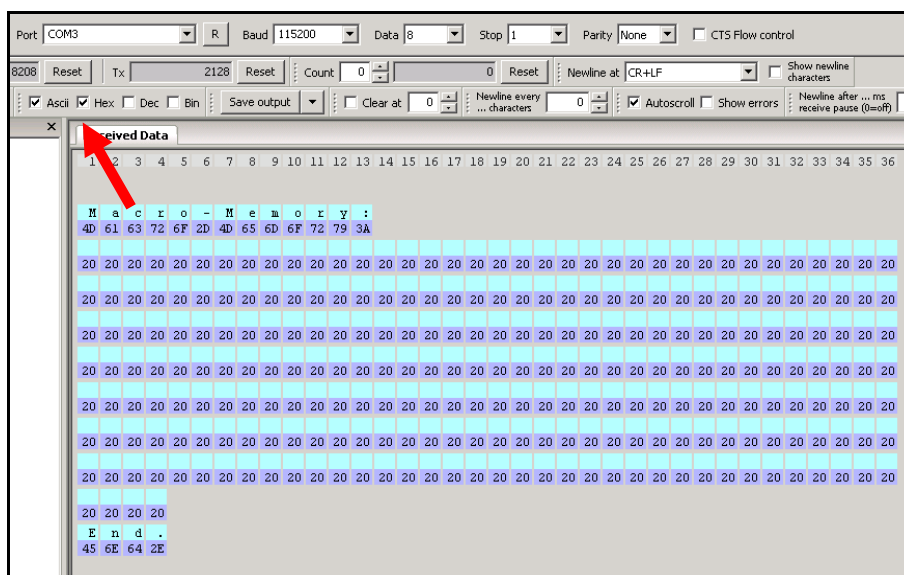 Port COM3 R Baud 115200 Data 8 Stop 1 Parity None CTS Flow control
8208 Reset Tx 2128 Reset Count 0 0 Reset Newline at CR+LF Show newline characters
Ascii Hex Dec Bin Save output Clear at 0 Newline every ... characters 0 Autoscroll Show errors Newline after ... ms receive pause (0=off)
× Received Data
1 2 3 4 5 6 7 8 9 10 11 12 13 14 15 16 17 18 19 20 21 22 23 24 25 26 27 28 29 30 31 32 33 34 35 36
M a c r o - M e m o r y :
4D 61 63 72 6F 2D 4D 65 6D 6F 72 79 3A
20 20 20 20 20 20 20 20 20 20 20 20 20 20 20 20 20 20 20 20 20 20 20 20 20 20 20 20 20 20 20 20 20 20 20 20
20 20 20 20 20 20 20 20 20 20 20 20 20 20 20 20 20 20 20 20 20 20 20 20 20 20 20 20 20 20 20 20 20 20 20 20
20 20 20 20 20 20 20 20 20 20 20 20 20 20 20 20 20 20 20 20 20 20 20 20 20 20 20 20 20 20 20 20 20 20 20 20
20 20 20 20 20 20 20 20 20 20 20 20 20 20 20 20 20 20 20 20 20 20 20 20 20 20 20 20 20 20 20 20 20 20 20 20
20 20 20 20 20 20 20 20 20 20 20 20 20 20 20 20 20 20 20 20 20 20 20 20 20 20 20 20 20 20 20 20 20 20 20 20
20 20 20 20 20 20 20 20 20 20 20 20 20 20 20 20 20 20 20 20 20 20 20 20 20 20 20 20 20 20 20 20 20 20 20 20
20 20 20 20 20 20 20 20 20 20 20 20 20 20 20 20 20 20 20 20 20 20 20 20 20 20 20 20 20 20 20 20 20 20 20 20
20 20 20 20
E n d .
45 6E 64 2E